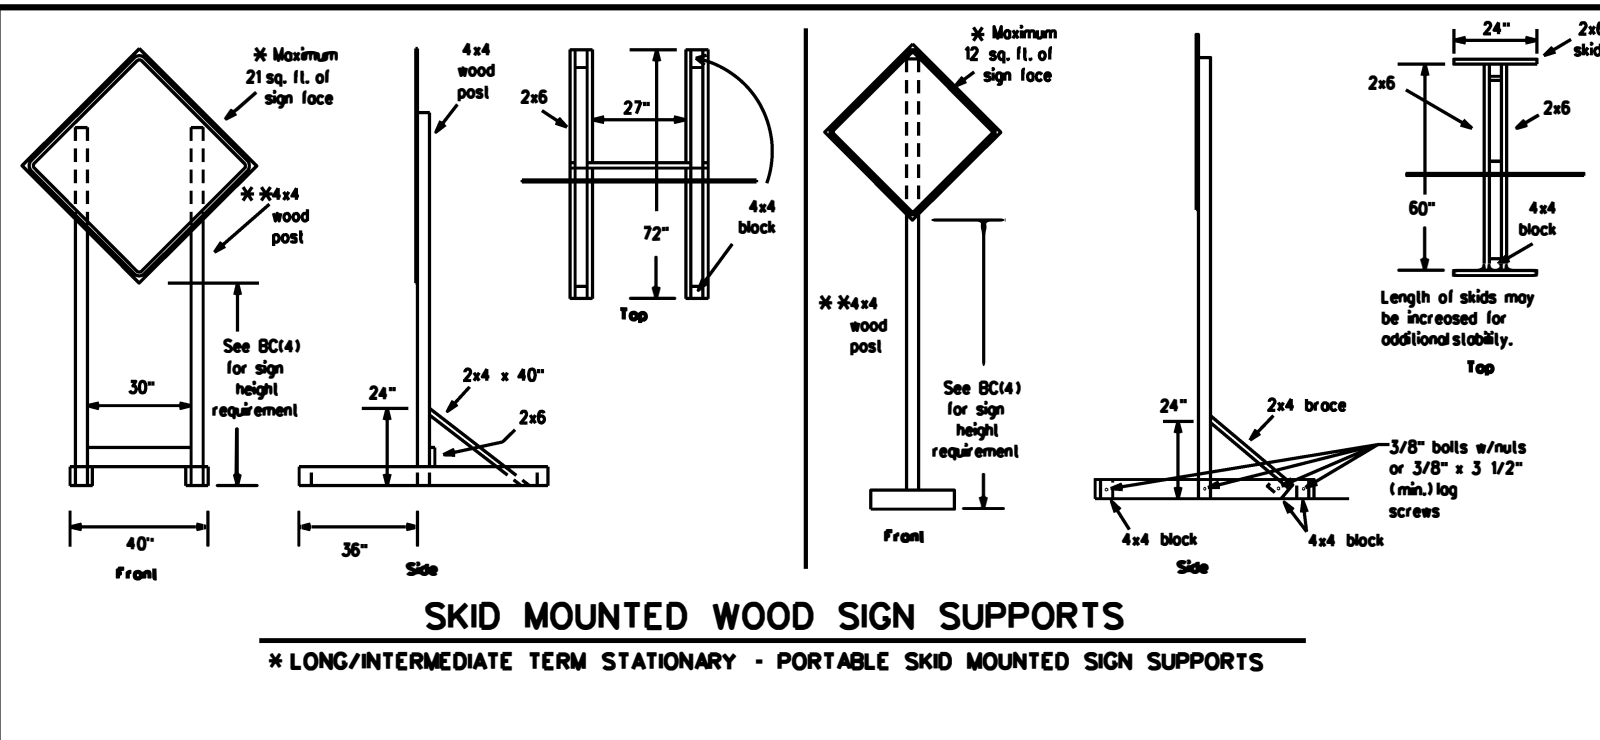 * Maximum
21 sq. ft. of
sign face
* *4x4
wood
post
See BC(4)
for sign
height
requirement
30"
40"
Front
4x4
wood
post
24"
2x4 x 40"
2x6
36"
Side
2x6
27"
72"
4x4
block
Top
* Maximum
12 sq. ft. of
sign face
* *4x4
wood
post
See BC(4)
for sign
height
requirement
Front
24"
2x4 brace
3/8" bolts w/nuts
or 3/8" x 3 1/2"
(min.) lag
screws
4x4 block
4x4 block
Side
24"
2x6
skid
2x6
2x6
60"
4x4
block
Length of skids may
be increased for
additional stability.
Top
SKID MOUNTED WOOD SIGN SUPPORTS
* LONG/INTERMEDIATE TERM STATIONARY - PORTABLE SKID MOUNTED SIGN SUPPORTS